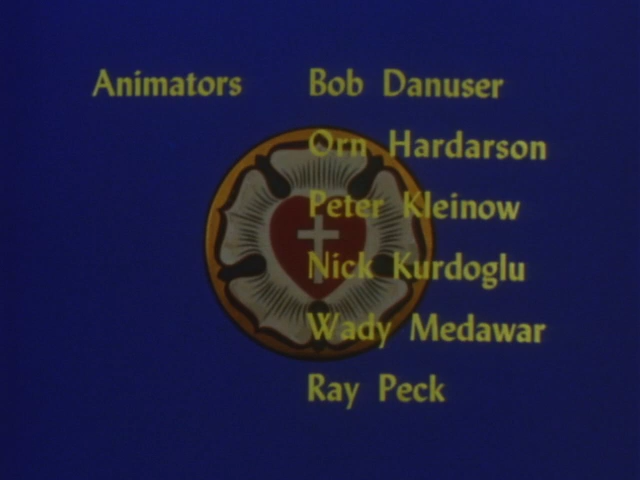 Animators Bob Danuser
Orn Hardarson
Peter Kleinow
Nick Kurdoglu
Wady Medawar
Ray Peck